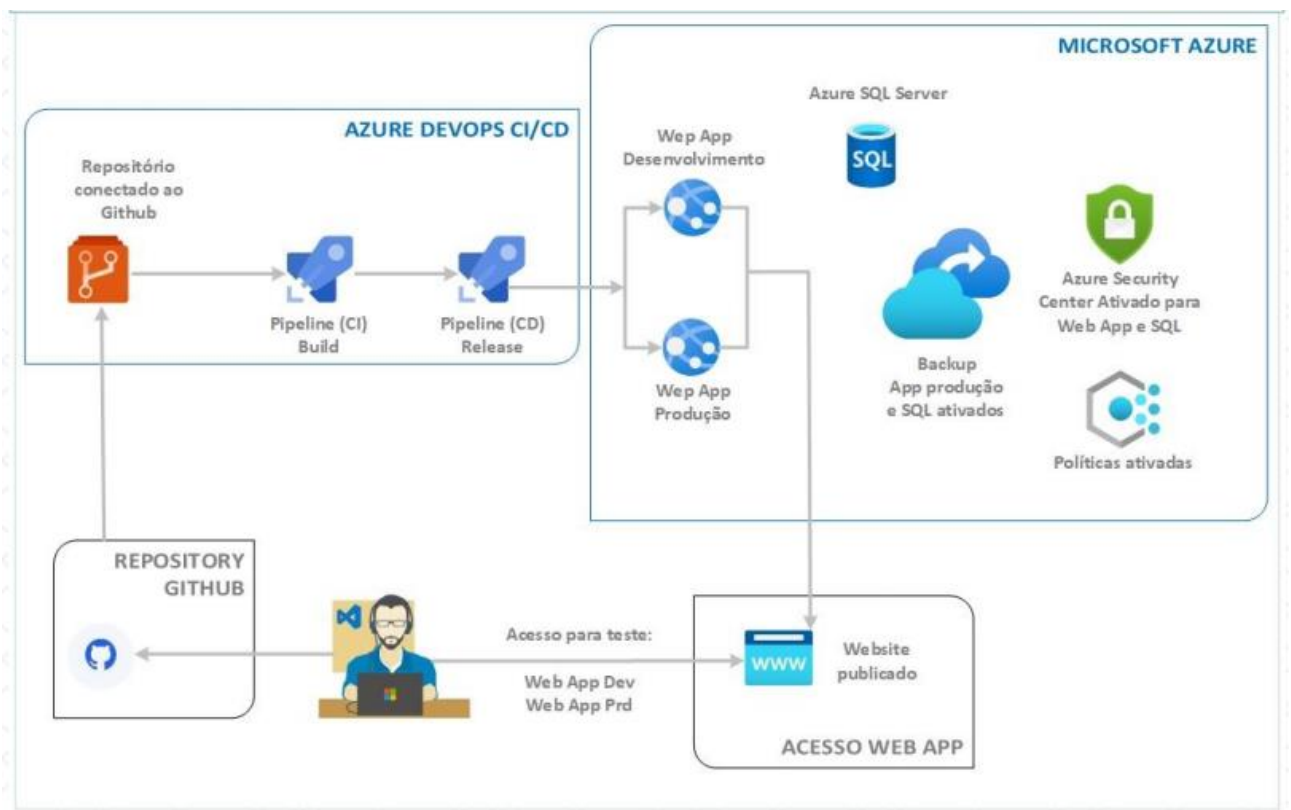 MICROSOFT AZURE
Azure SQL Server
SQL
AZURE DEVOPS CI/CD
Repositório
conectado ao
Github
Pipeline (CI)
Build
Pipeline (CD)
Release
Wep App
Desenvolvimento
Wep App
Produção
Backup
App produção
e SQL ativados
Azure Security
Center Ativado para
Web App e SQL
Políticas ativadas
REPOSITORY
GITHUB
Acesso para teste:
Web App Dev
Web App Prd
WWW
Website
publicado
ACESSO WEB APP